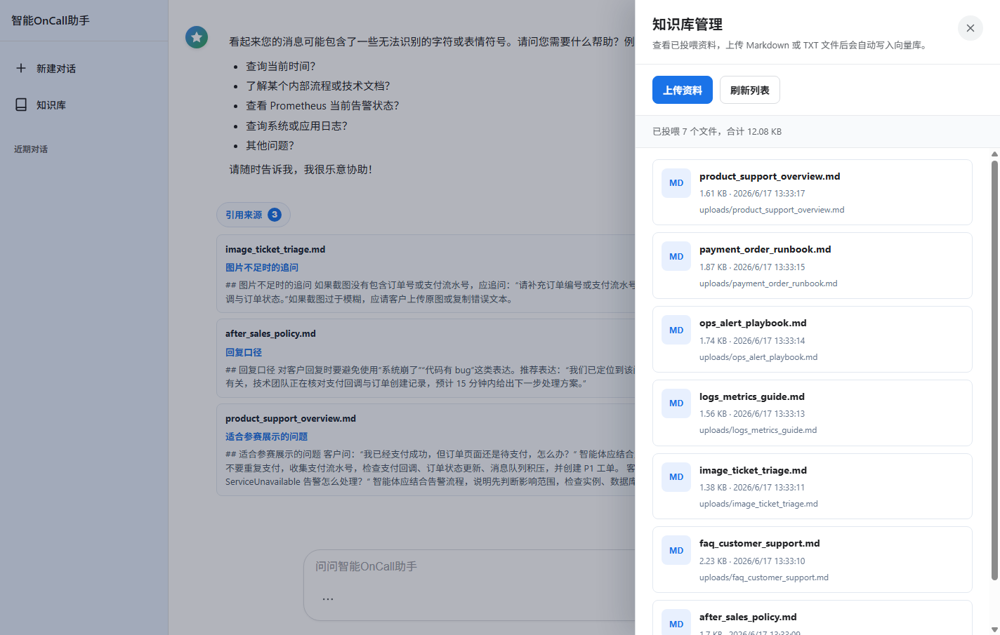 智能OnCall助手
新建对话
知识库
近期对话
看起来您的消息可能包含了一些无法识别的字符或表情符号。请问您需要什么帮助？例
查询当前时间？
了解某个内部流程或技术文档？
查看 Prometheus 当前告警状态？
查询系统或应用日志？
其他问题？
请随时告诉我，我很乐意协助！
引用来源 3
image_ticket_triage.md
图片不足时的追问
## 图片不足时的追问 如果截图没有包含订单号或支付流水号，应追问：“请补充订单编号或支付流水号
调与订单状态。”如果截图过于模糊，应请客户上传原图或复制错误文本。
after_sales_policy.md
回复口径
## 回复口径 对客户回复时要避免使用“系统崩了”“代码有 bug”这类表达。推荐表达：“我们已定位到该问
有关，技术团队正在核对支付回调与订单创建记录，预计 15 分钟内给出下一步处理方案。”
product_support_overview.md
适合参赛展示的问题
## 适合参赛展示的问题 客户问：“我已经支付成功，但订单页面还是待支付，怎么办？” 智能体应结合
不要重复支付，收集支付流水号，检查支付回调、订单状态更新、消息队列积压，并创建 P1 工单。 客
ServiceUnavailable 告警怎么处理？” 智能体应结合告警流程，说明先判断影响范围，检查实例、数据库
问问智能OnCall助手
...
知识库管理
查看已投喂资料，上传 Markdown 或 TXT 文件后会自动写入向量库。
上传资料
刷新列表
已投喂 7 个文件，合计 12.08 KB
MD
product_support_overview.md
1.61 KB · 2026/6/17 13:33:17
uploads/product_support_overview.md
MD
payment_order_runbook.md
1.87 KB · 2026/6/17 13:33:15
uploads/payment_order_runbook.md
MD
ops_alert_playbook.md
1.74 KB · 2026/6/17 13:33:14
uploads/ops_alert_playbook.md
MD
logs_metrics_guide.md
1.56 KB · 2026/6/17 13:33:13
uploads/logs_metrics_guide.md
MD
image_ticket_triage.md
1.38 KB · 2026/6/17 13:33:11
uploads/image_ticket_triage.md
MD
faq_customer_support.md
2.23 KB · 2026/6/17 13:33:10
uploads/faq_customer_support.md
MD
after_sales_policy.md
1.7 KB · 2026/6/17 13:33:09